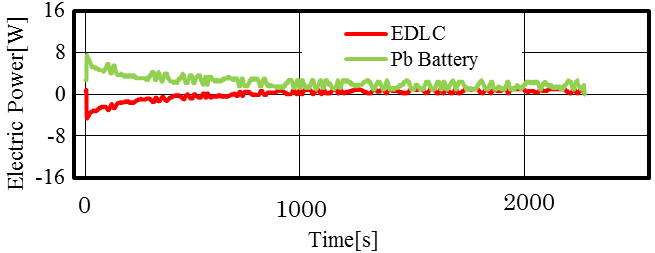 Electric Power[W]
16
8
0
-8
-16
EDLC
Pb Battery
0
1000
2000
Time[s]